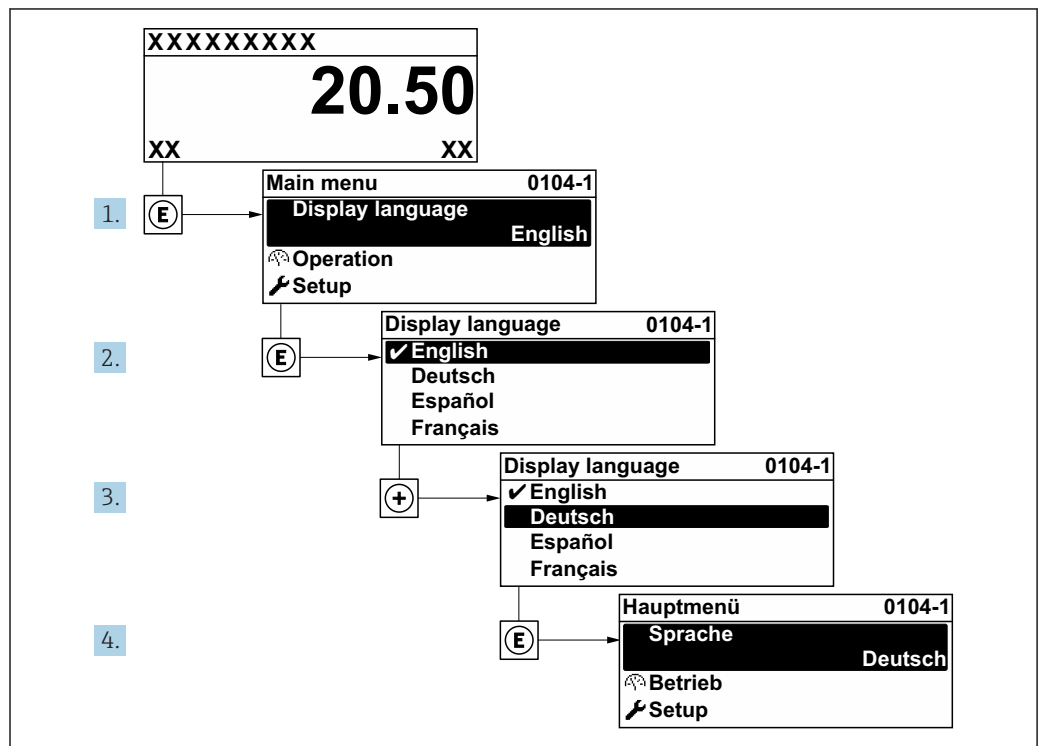 XXXXXXXXX
20.50
XX XX
1. E
Main menu 0104-1
Display language
English
Operation
Setup
2. E
Display language 0104-1
✔English
Deutsch
Español
Français
3. +
Display language 0104-1
✔English
Deutsch
Español
Français
4. E
Hauptmenü 0104-1
Sprache
Deutsch
Betrieb
Setup